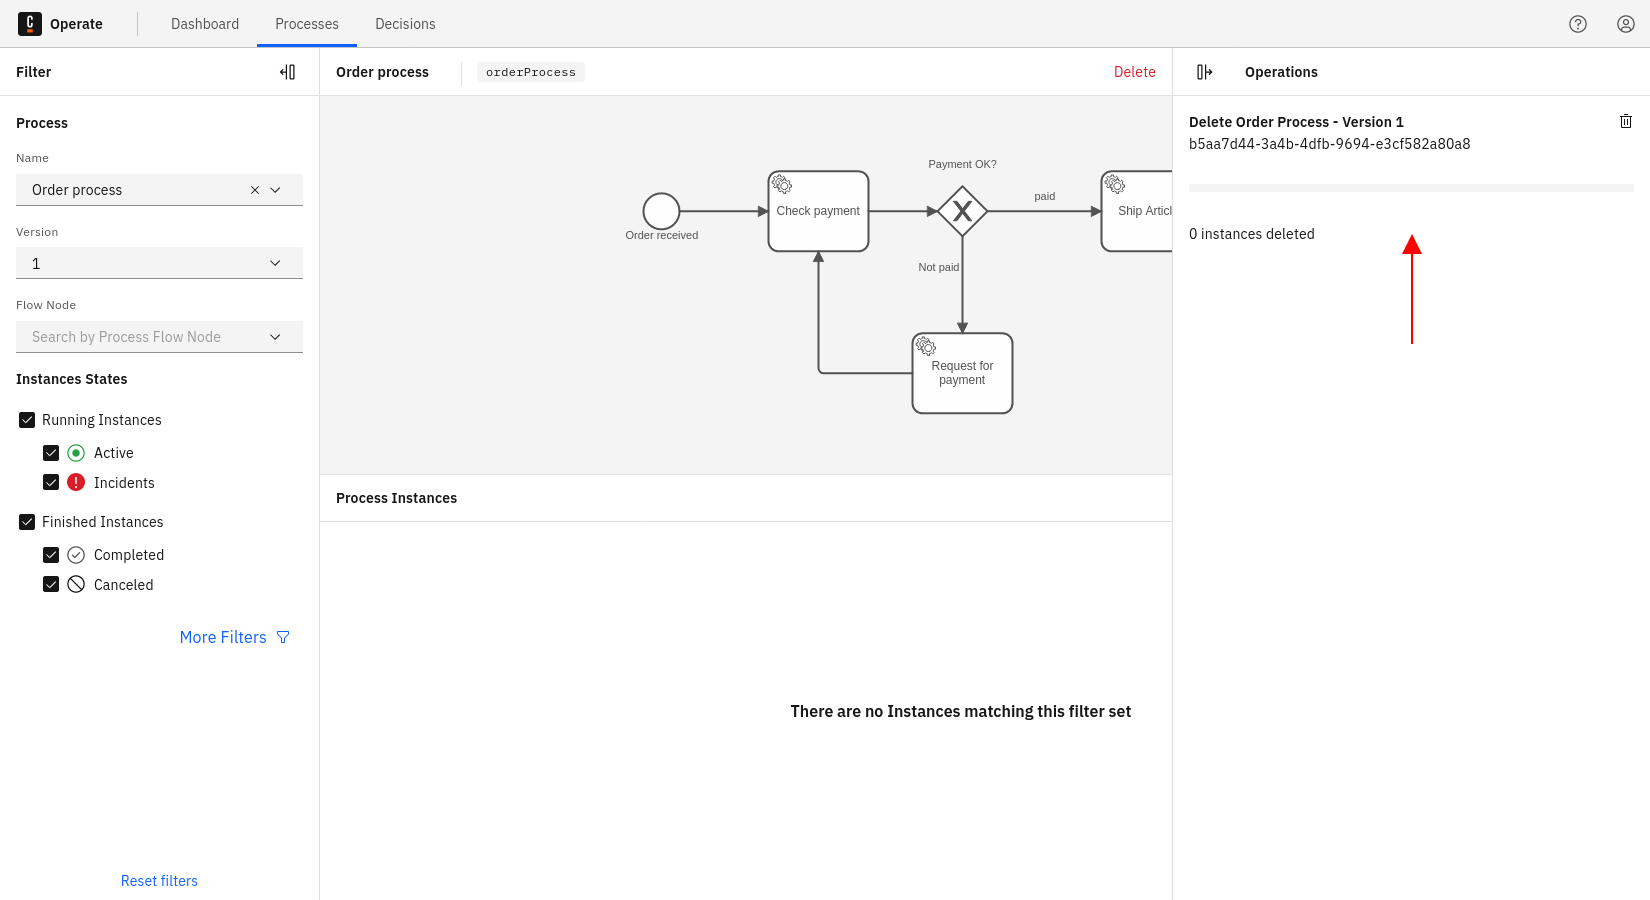 Operate
Dashboard
Processes
Decisions
Filter
Process
Name
Order process
Version
1
Flow Node
Search by Process Flow Node
Instances States
Running Instances
Active
Incidents
Finished Instances
Completed
Canceled
More Filters
Reset filters
Order process
orderProcess
Delete
Order received
Check payment
Payment OK?
paid
Ship Articl
Not paid
Request for
payment
Process Instances
There are no Instances matching this filter set
Operations
Delete Order Process - Version 1
b5aa7d44-3a4b-4dfb-9694-e3cf582a80a8
0 instances deleted